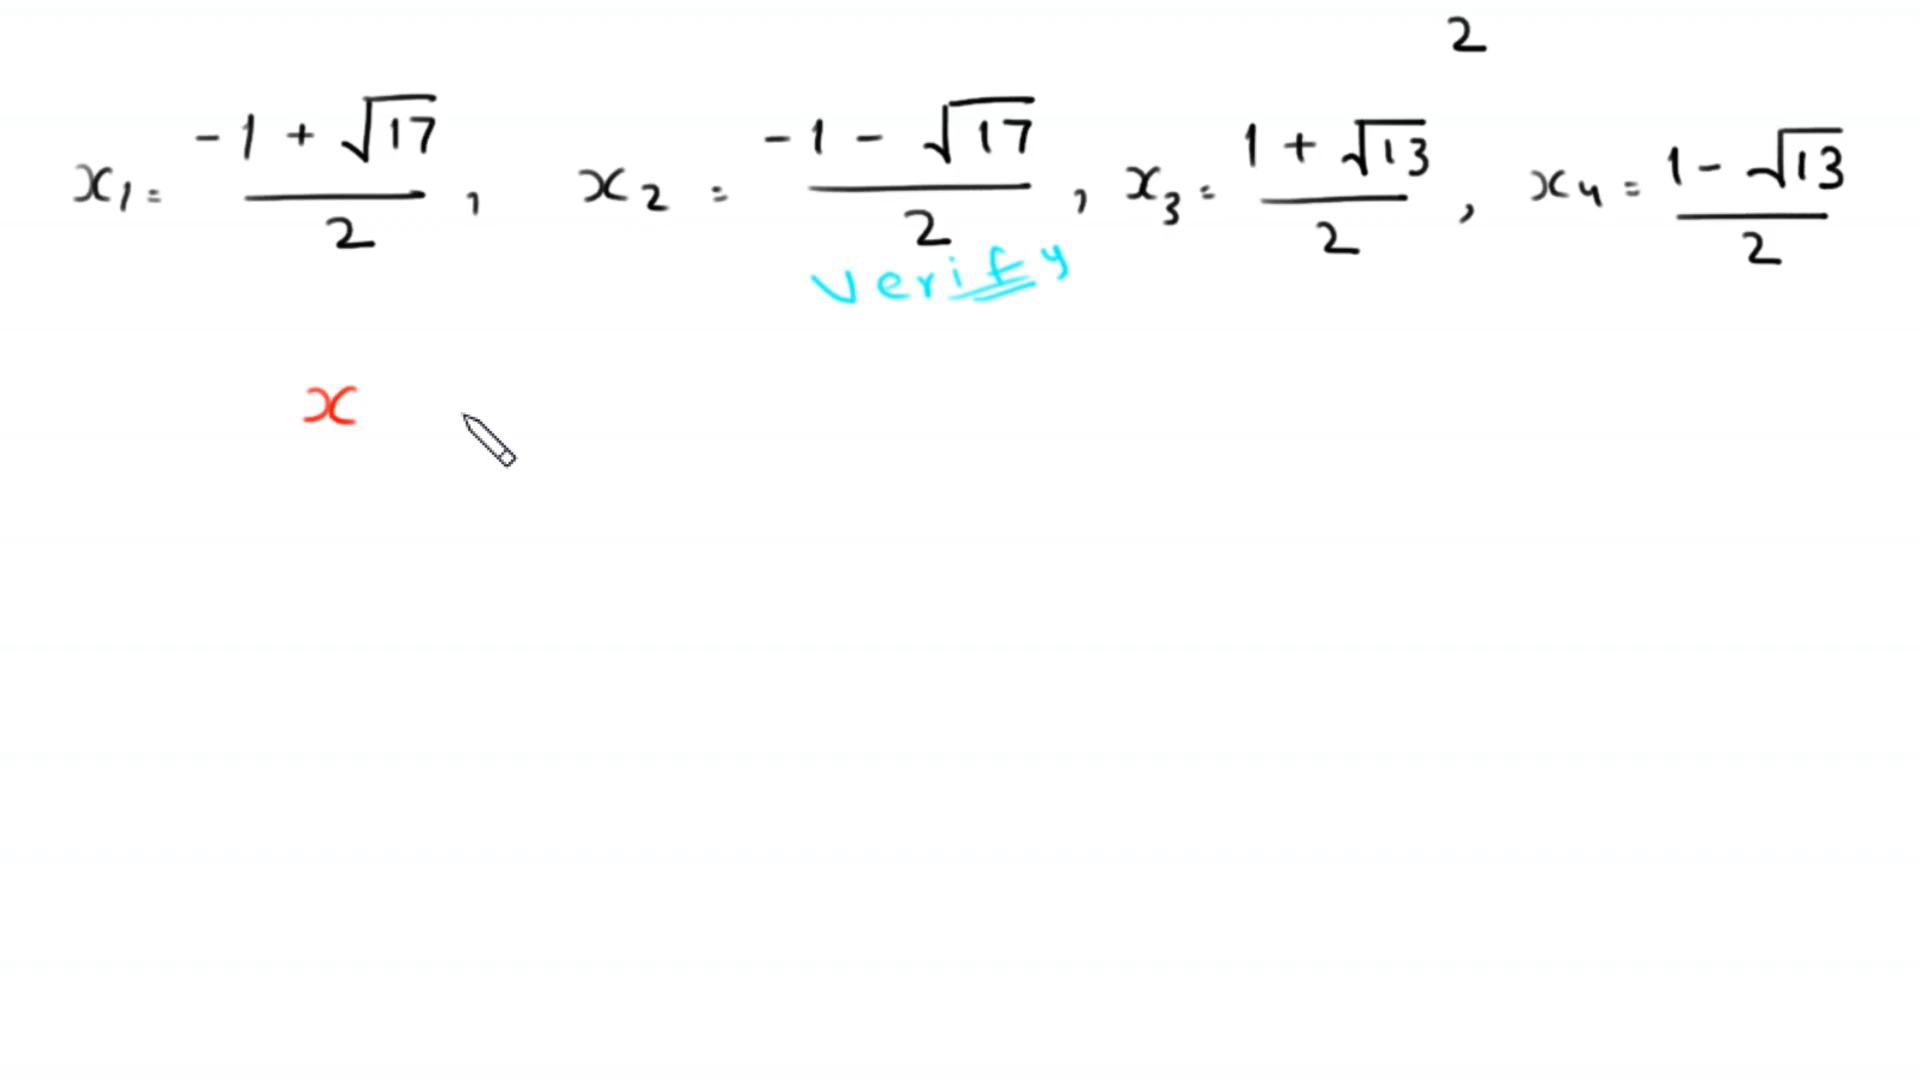 2
x₁ = (-1 + √17)/2 , x₂ = (-1 - √17)/2 , x₃ = (1 + √13)/2 , x₄ = (1 - √13)/2
verify
x